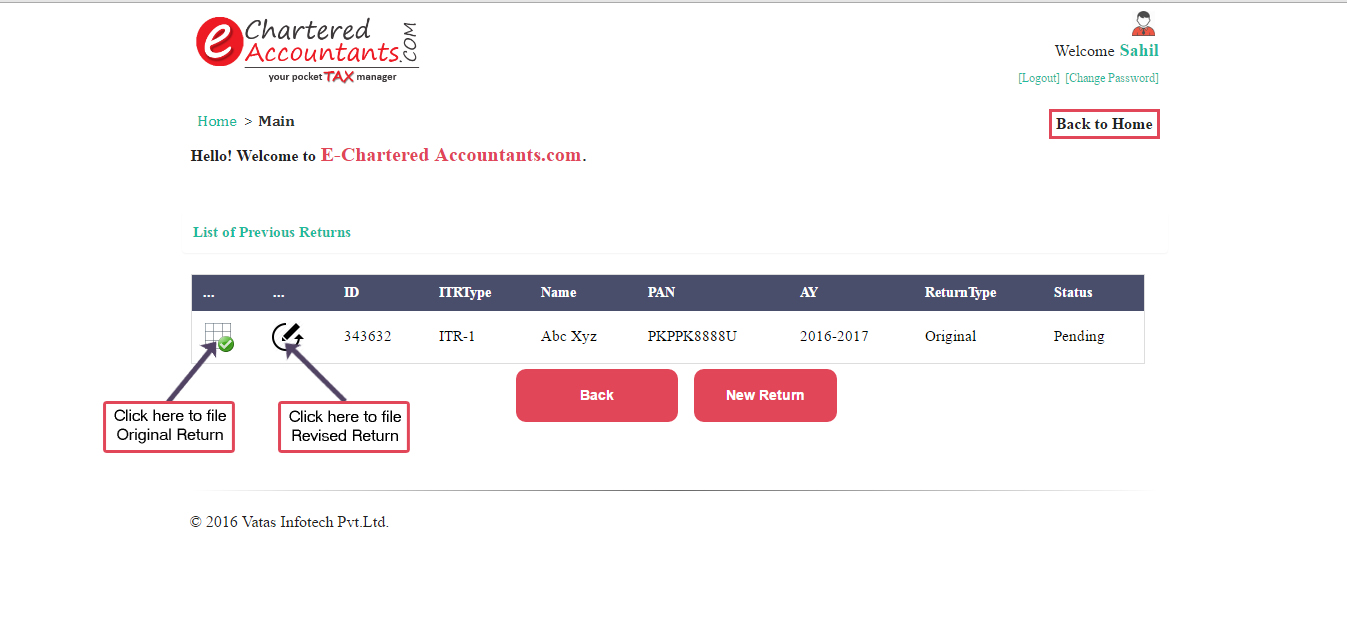 e Chartered
Accountants.COM
your pocket TAX manager
Welcome Sahil
[Logout] [Change Password]
Home > Main
Back to Home
Hello! Welcome to E-Chartered Accountants.com.
List of Previous Returns
... ... ID ITRType Name PAN AY ReturnType Status
343632 ITR-1 Abc Xyz PKPPK8888U 2016-2017 Original Pending
Back New Return
Click here to file
Original Return
Click here to file
Revised Return
© 2016 Vatas Infotech Pvt.Ltd.